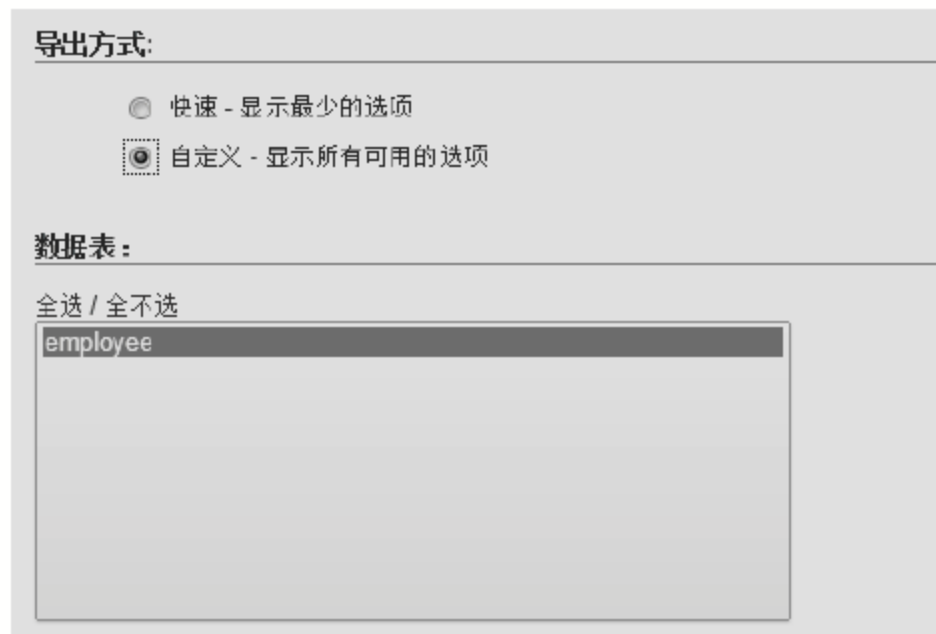 导出方式:
快速 - 显示最少的选项
自定义 - 显示所有可用的选项
数据表：
全选 / 全不选
employee